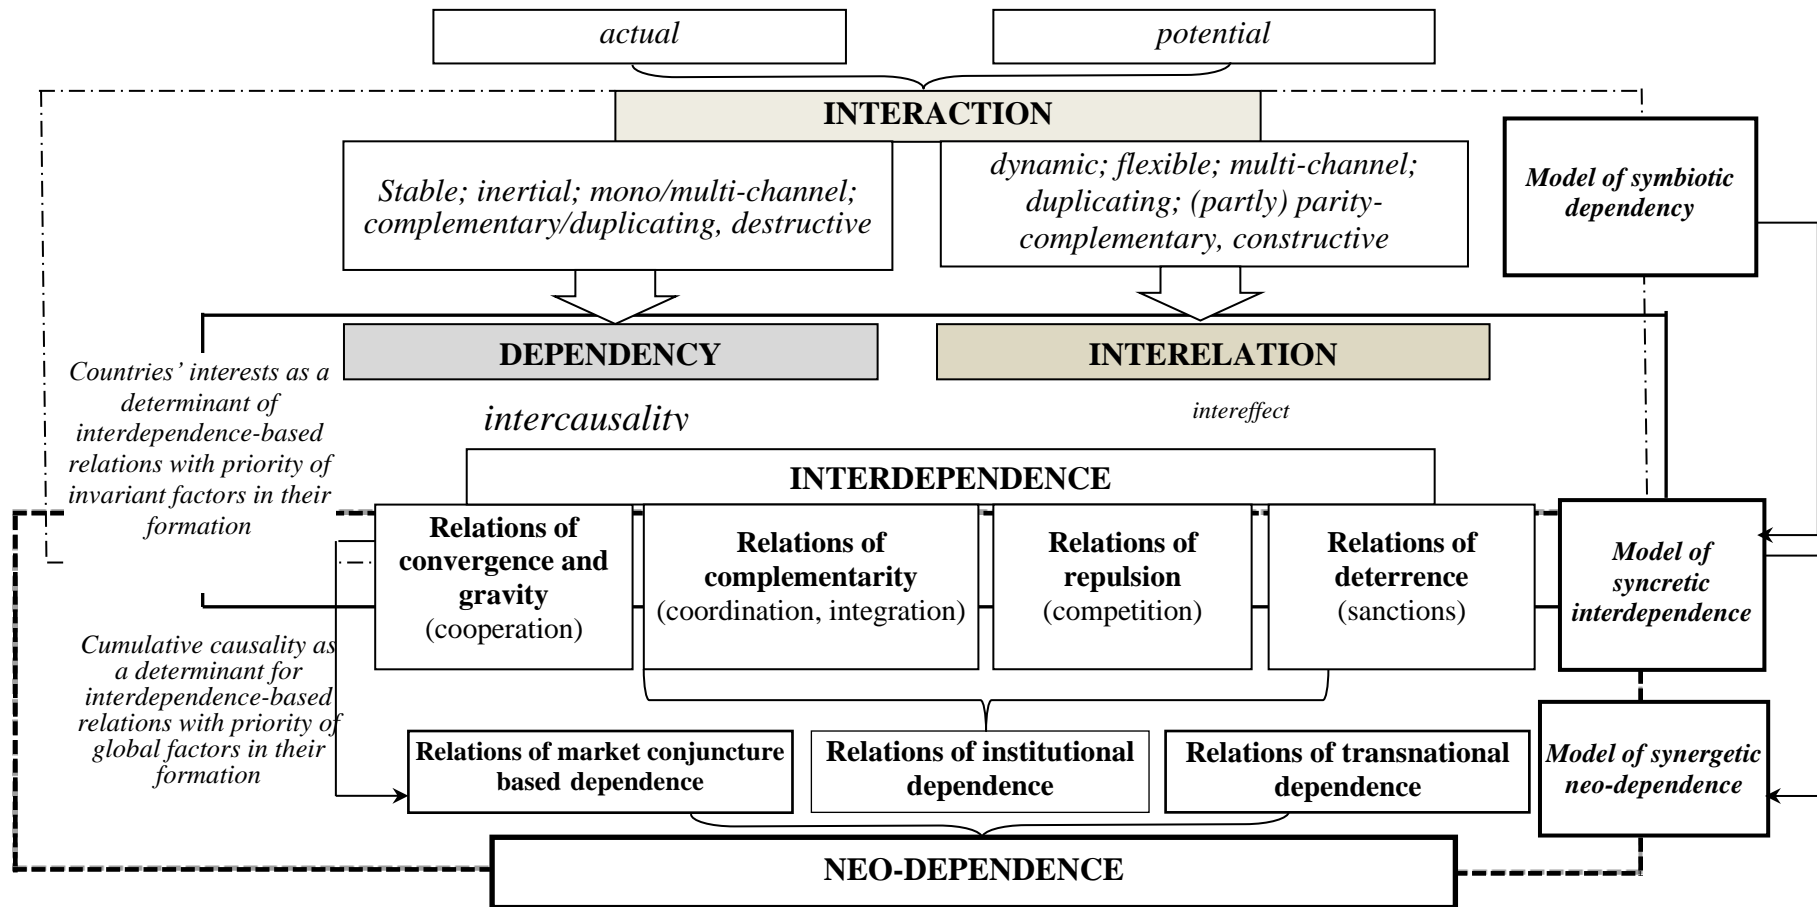 actual
potential
INTERACTION
Stable; inertial; mono/multi-channel;
complementary/duplicating, destructive
dynamic; flexible; multi-channel;
duplicating; (partly) parity-
complementary, constructive
Model of symbiotic
dependency
DEPENDENCY
INTERELATION
Countries' interests as a
determinant of
interdependence-based
relations with priority of
invariant factors in their
formation
intercausality
intereffect
INTERDEPENDENCE
Relations of
convergence and
gravity
(cooperation)
Relations of
complementarity
(coordination, integration)
Relations of
repulsion
(competition)
Relations of
deterrence
(sanctions)
Model of
syncretic
interdependence
Cumulative causality as
a determinant for
interdependence-based
relations with priority of
global factors in their
formation
Relations of market conjuncture
based dependence
Relations of institutional
dependence
Relations of transnational
dependence
Model of synergetic
neo-dependence
NEO-DEPENDENCE